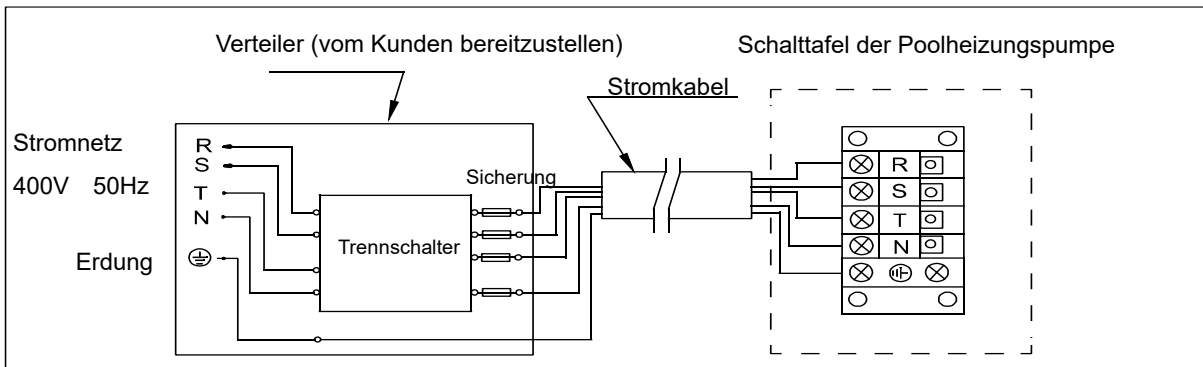 Verteiler (vom Kunden bereitzustellen)
Schalttafel der Poolheizungspumpe
Stromkabel
Stromnetz
400V 50Hz
Erdung
R
S
T
N
Sicherung
Trennschalter
R
S
T
N